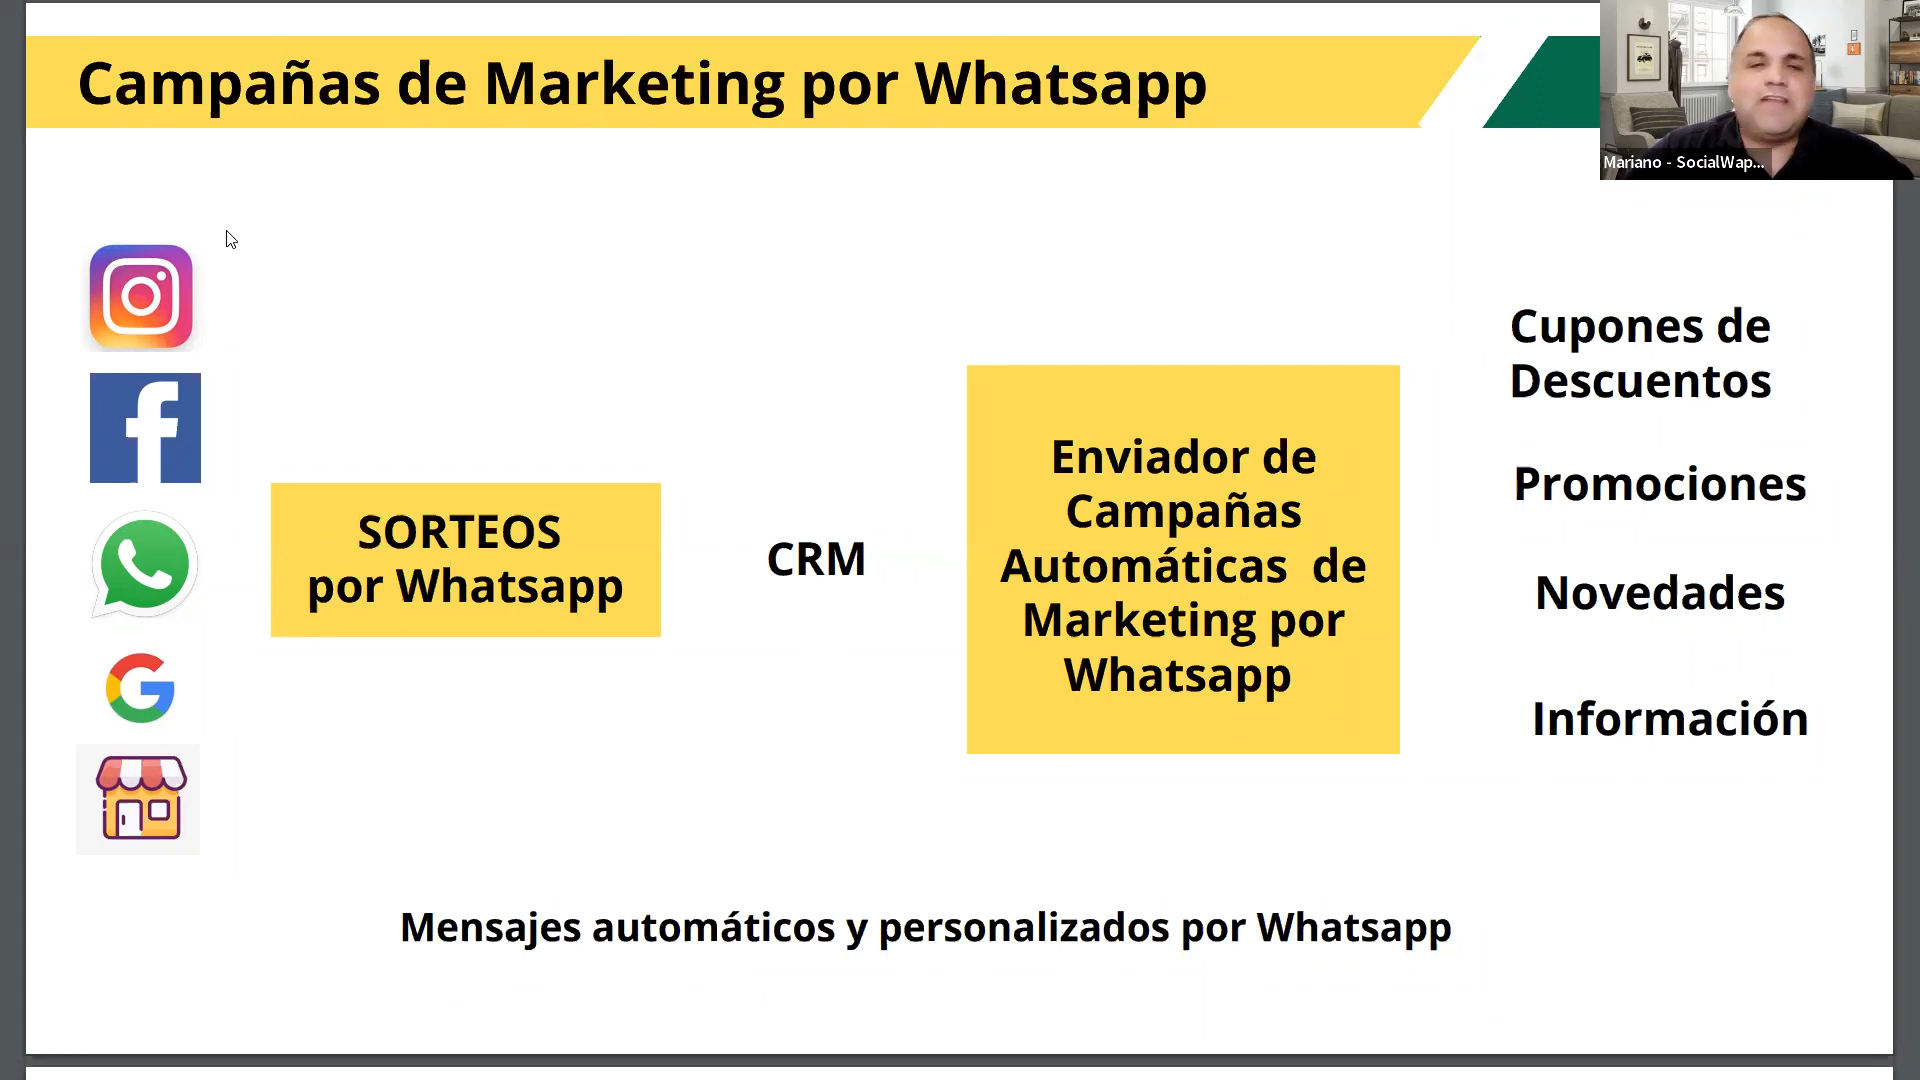 Campañas de Marketing por Whatsapp
Mariano - SocialWap...
SORTEOS
por Whatsapp
CRM
Enviador de
Campañas
Automáticas de
Marketing por
Whatsapp
Cupones de
Descuentos
Promociones
Novedades
Información
Mensajes automáticos y personalizados por Whatsapp